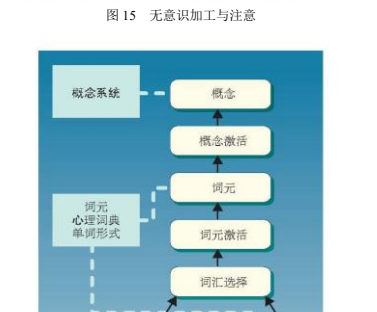 图 15 无意识加工与注意
概念系统
概念
概念激活
词元
心理词典
单词形式
词元
词元激活
词汇选择